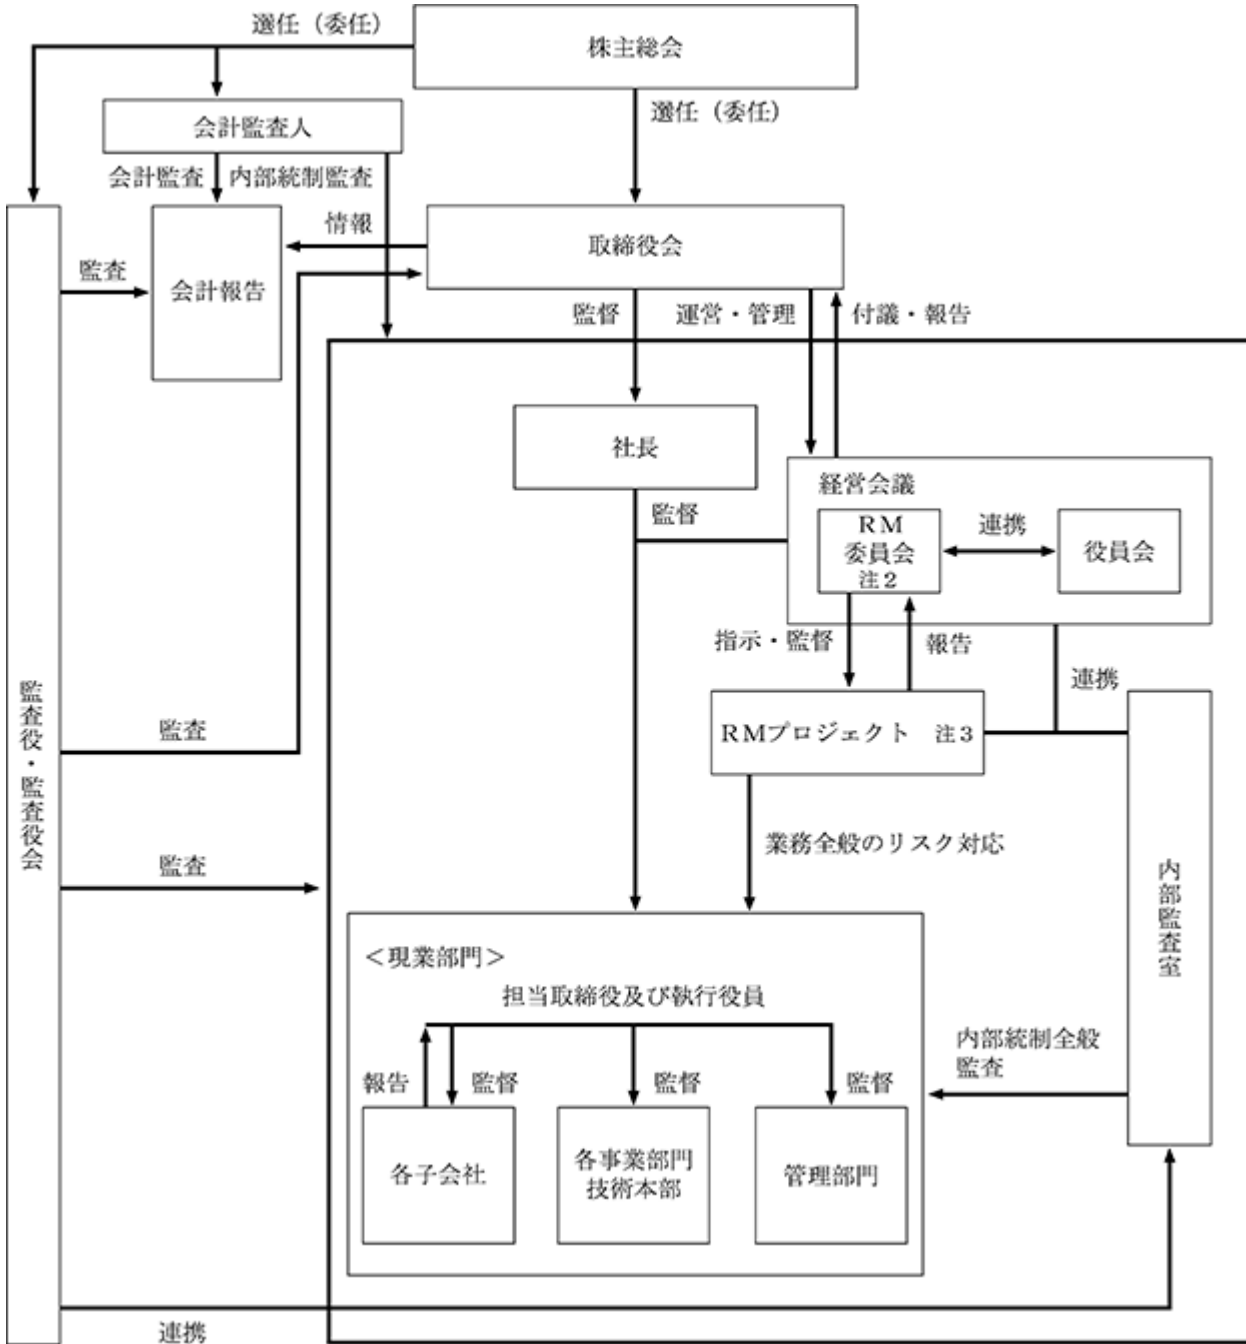 選任（委任）
株主総会
選任（委任）
会計監査人
会計監査
内部統制監査
情報
取締役会
監査
会計報告
監督
運営・管理
付議・報告
社長
監督
経営会議
ＲＭ
委員会
注２
連携
役員会
指示・監督
報告
連携
監査役・監査役会
監査
ＲＭプロジェクト　注３
業務全般のリスク対応
監査
内部監査室
＜現業部門＞
担当取締役及び執行役員
内部統制全般
監査
報告
監督
監督
監督
各子会社
各事業部門
技術本部
管理部門
連携